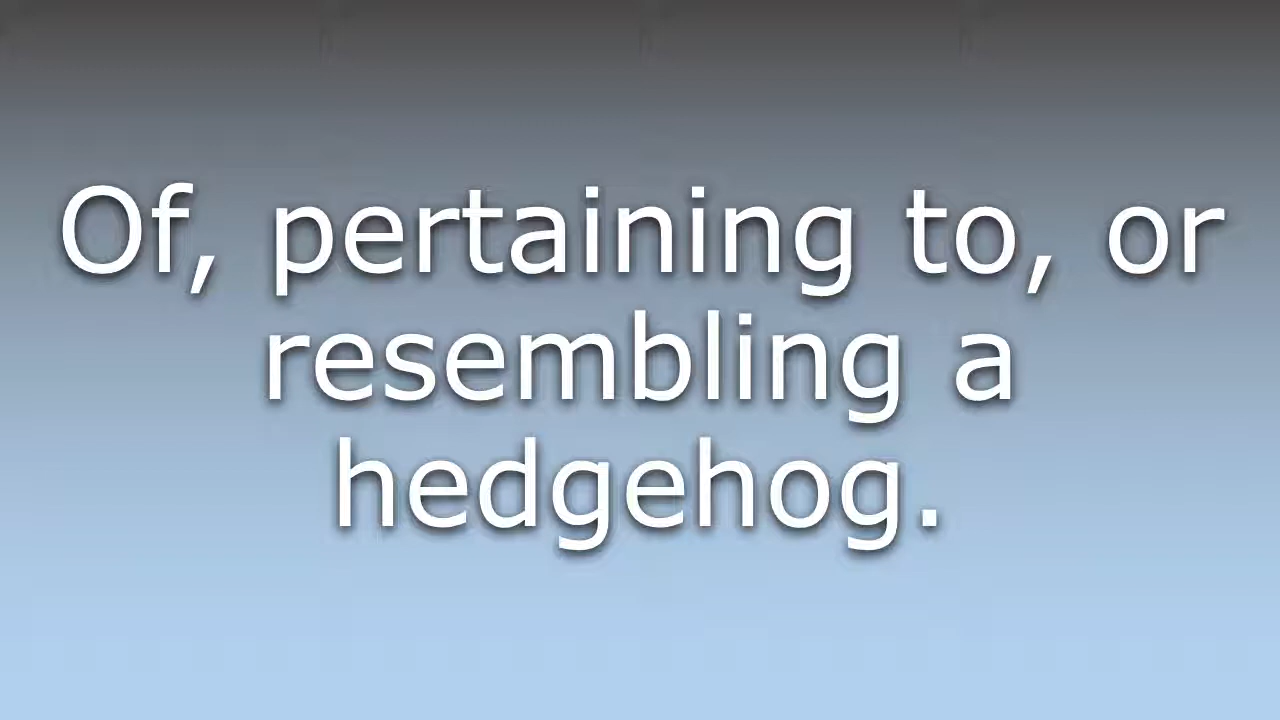 Of, pertaining to, or
resembling a
hedgehog.